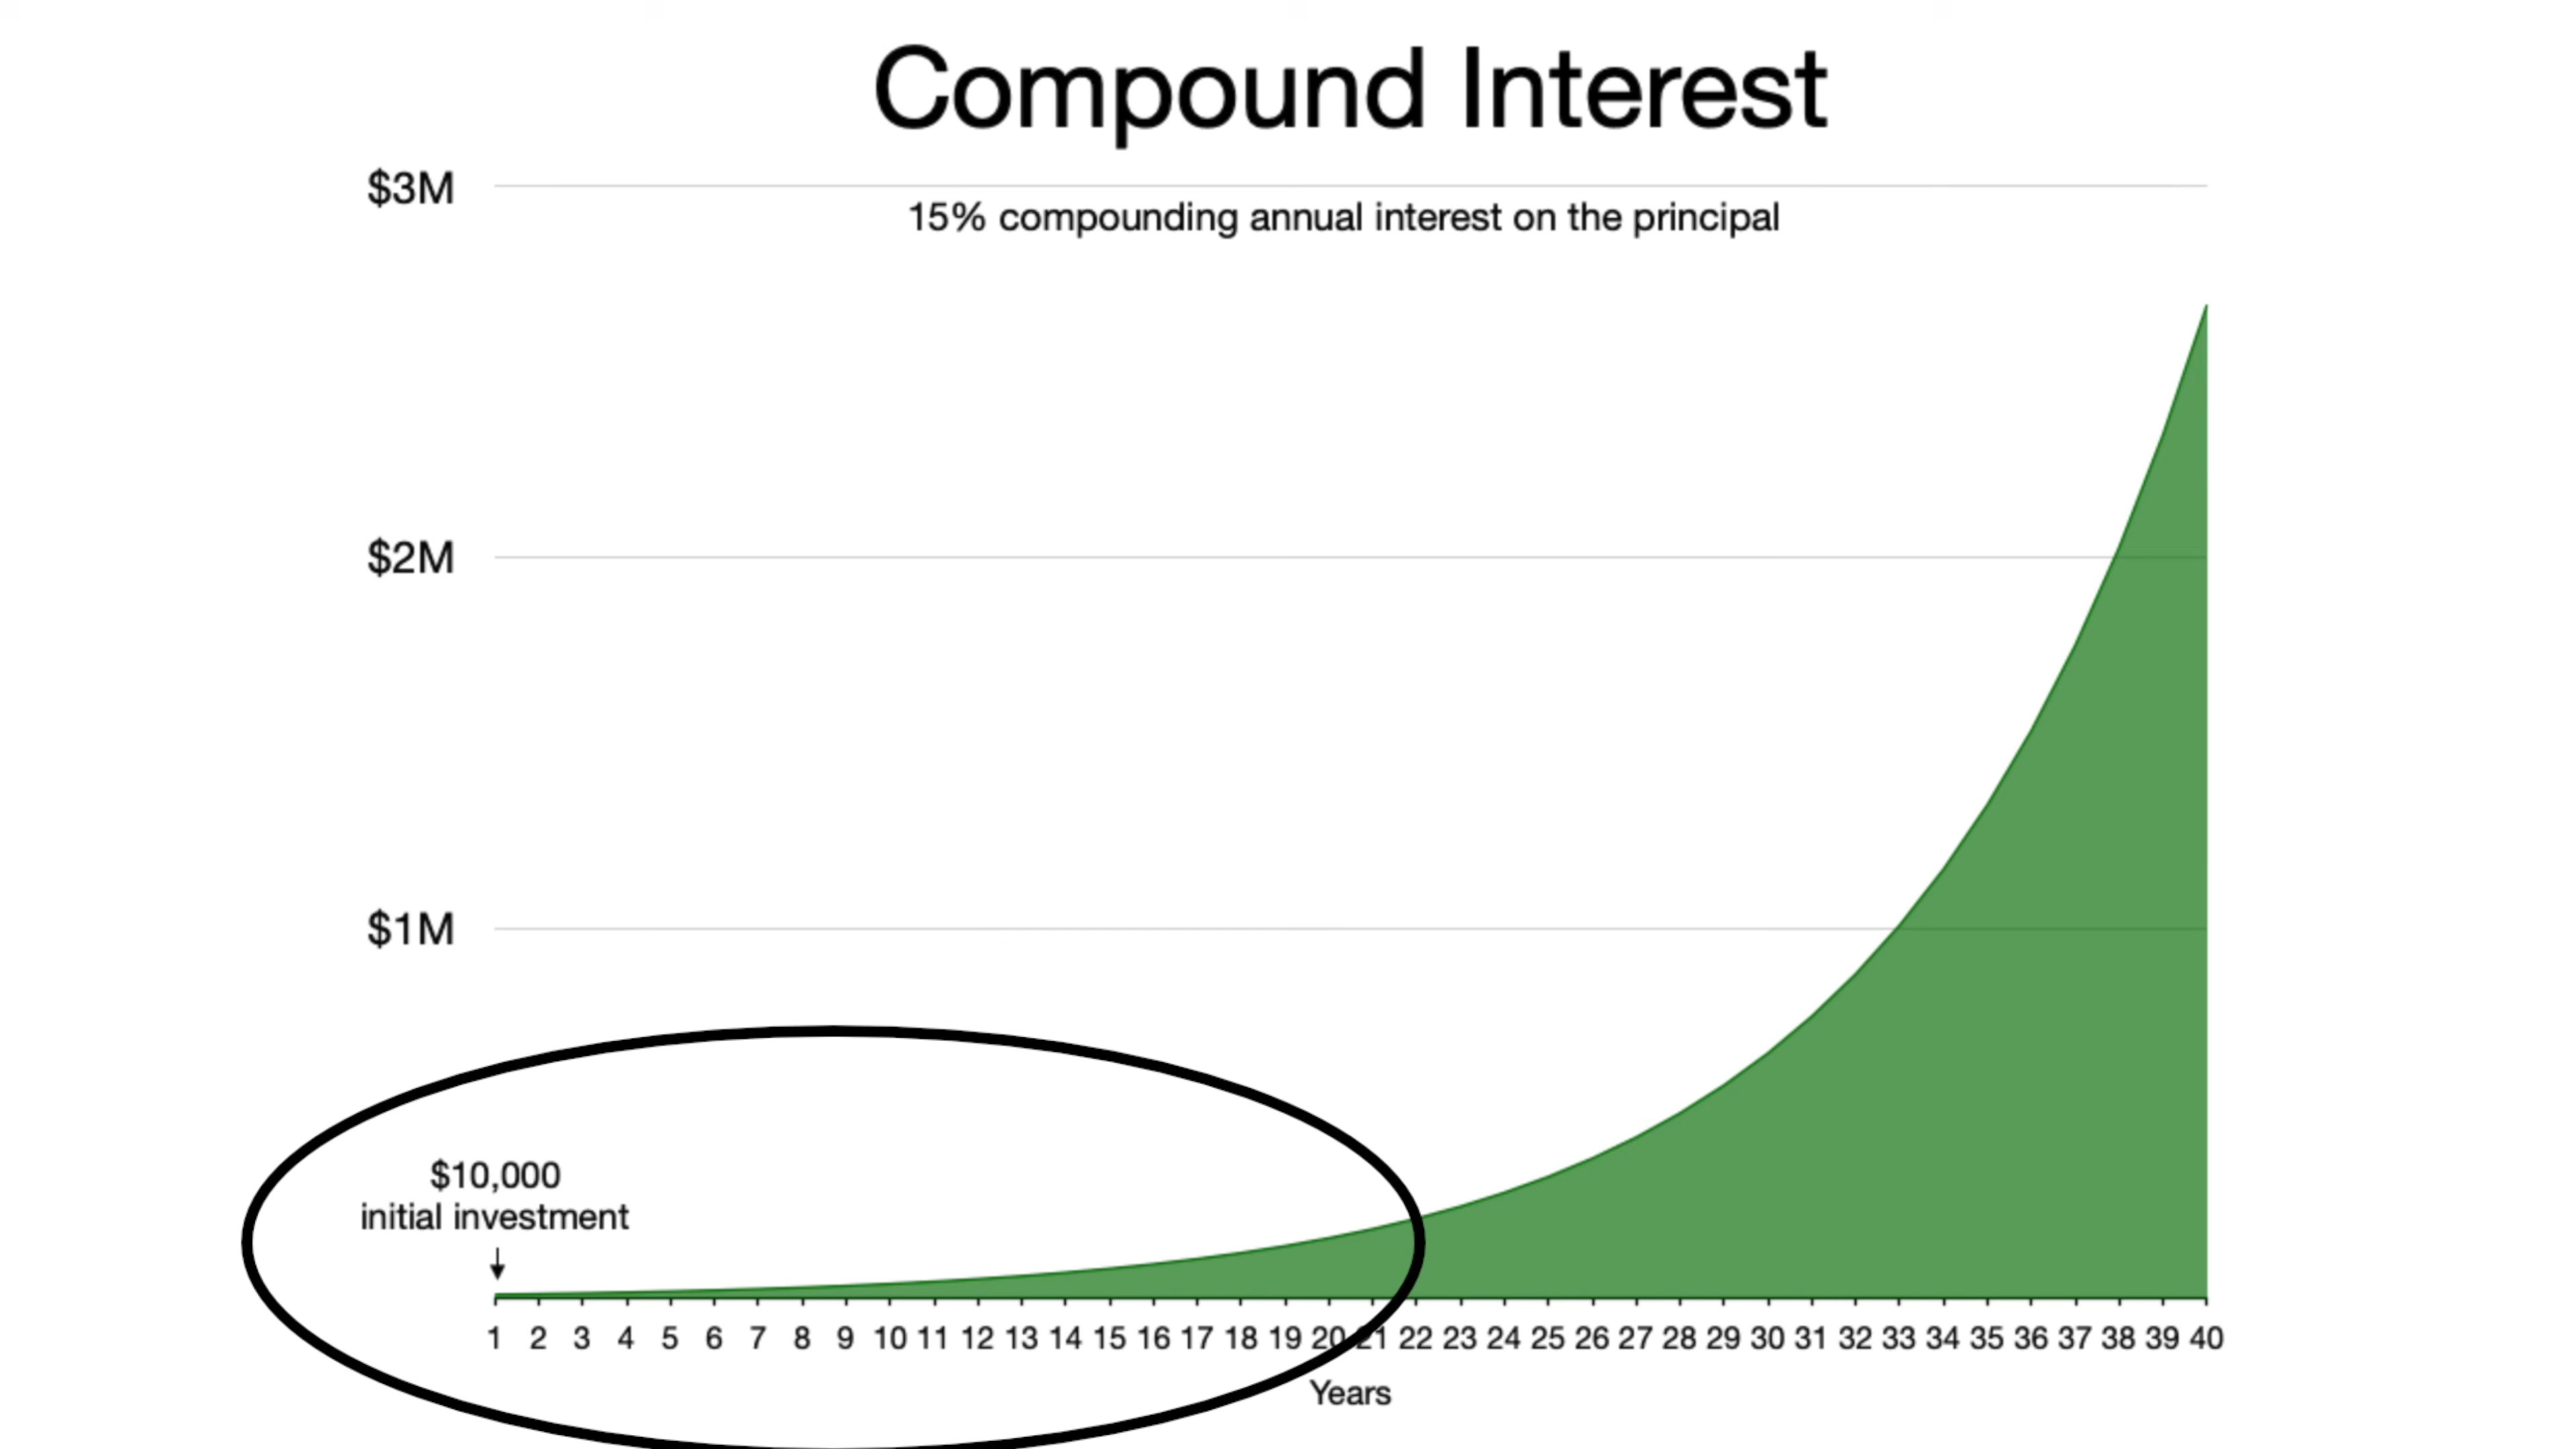 Compound Interest
$3M
15% compounding annual interest on the principal
$2M
$1M
$10,000
initial investment
1 2 3 4 5 6 7 8 9 10 11 12 13 14 15 16 17 18 19 20 21 22 23 24 25 26 27 28 29 30 31 32 33 34 35 36 37 38 39 40
Years